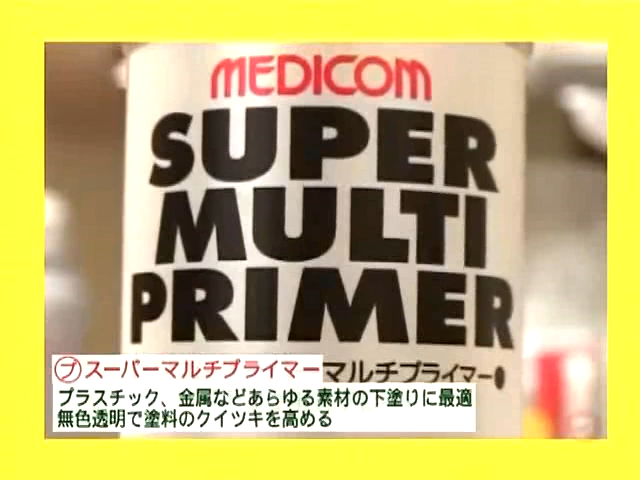 MEDICOM
SUPER
MULTI
PRIMER
マルチプライマー●
プ スーパーマルチプライマー
プラスチック、金属などあらゆる素材の下塗りに最適
無色透明で塗料のクイツキを高める